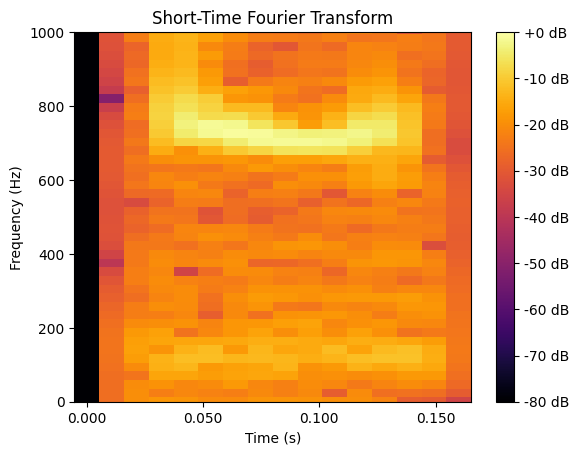 Short-Time Fourier Transform
1000
800
600
400
200
0
Frequency (Hz)
0.000
0.050
0.100
0.150
Time (s)
+0 dB
-10 dB
-20 dB
-30 dB
-40 dB
-50 dB
-60 dB
-70 dB
-80 dB